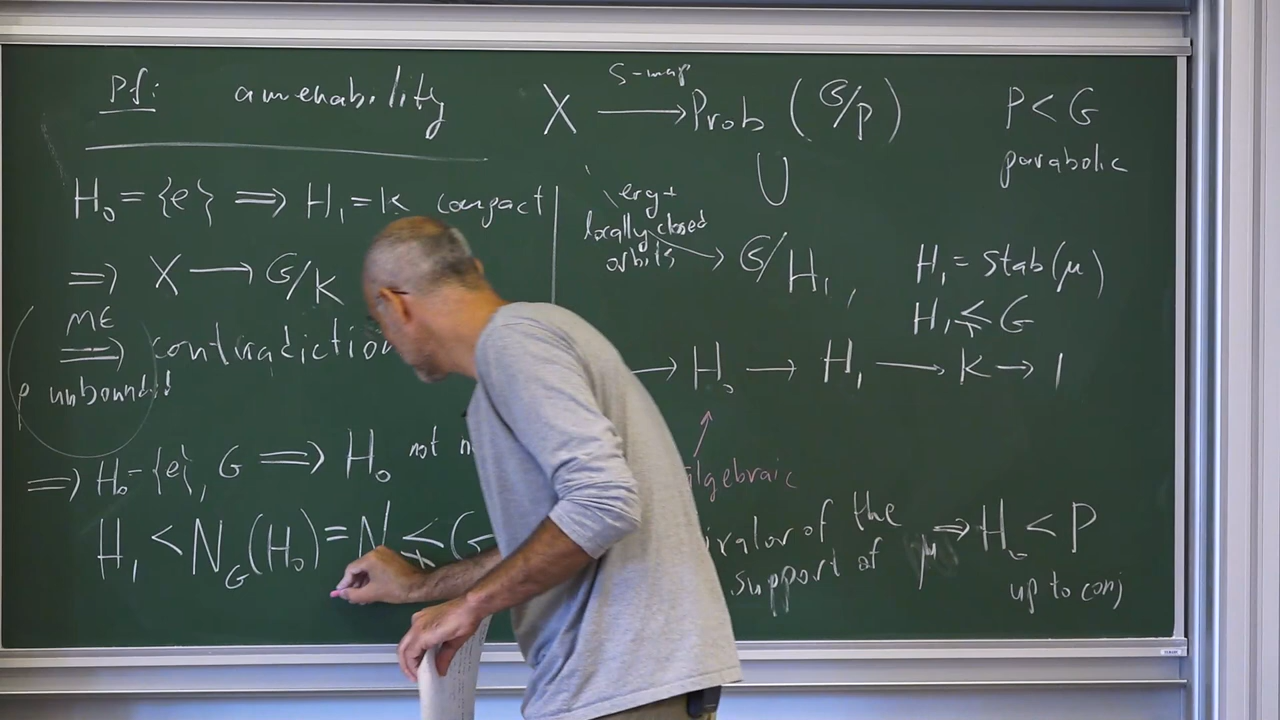 Pf: amenability
X → Prob (G/P)
S-map
P < G
parabolic
∪
H₀ = {e} ⟹ H₁ = K compact
erg +
locally closed
orbits
G/H₁,
H₁ = Stab(μ)
H₁ ≨ G
⟹ X → G/K
ME
⟹ contradiction
ρ unbounded
→ H₀ → H₁ → K → 1
algebraic
⟹ H₀ = {e}, G ⟹ H₀ not
H₁ < N_G(H₀) = N ≨ G
of the
support of μ
⟹ H₀ < P
up to conj